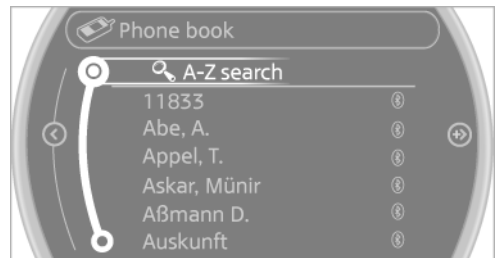 Phone book
A-Z search
11833
Abe, A.
Appel, T.
Askar, Münir
Aßmann D.
Auskunft